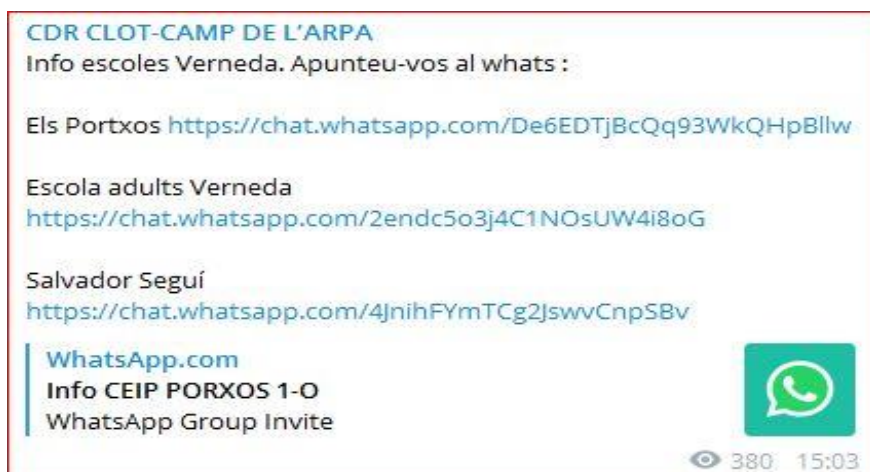 CDR CLOT-CAMP DE L'ARPA
Info escoles Verneda. Apunteu-vos al whats :
Els Portxos https://chat.whatsapp.com/De6EDTjBcQq93WkQHpBllw
Escola adults Verneda
https://chat.whatsapp.com/2endc5o3j4C1NOsUW4i8oG
Salvador Seguí
https://chat.whatsapp.com/4JnihFYmTCg2JswvCnpSBv
WhatsApp.com
Info CEIP PORXOS 1-O
WhatsApp Group Invite
380 15:03